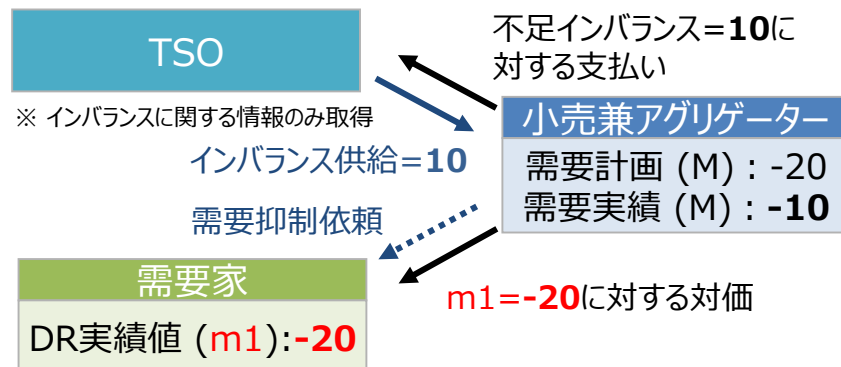 TSO
※ インバランスに関する情報のみ取得
不足インバランス=10に
対する支払い
インバランス供給=10
小売兼アグリゲーター
需要計画 (M) : -20
需要実績 (M) : -10
需要抑制依頼
m1=-20に対する対価
需要家
DR実績値 (m1):-20